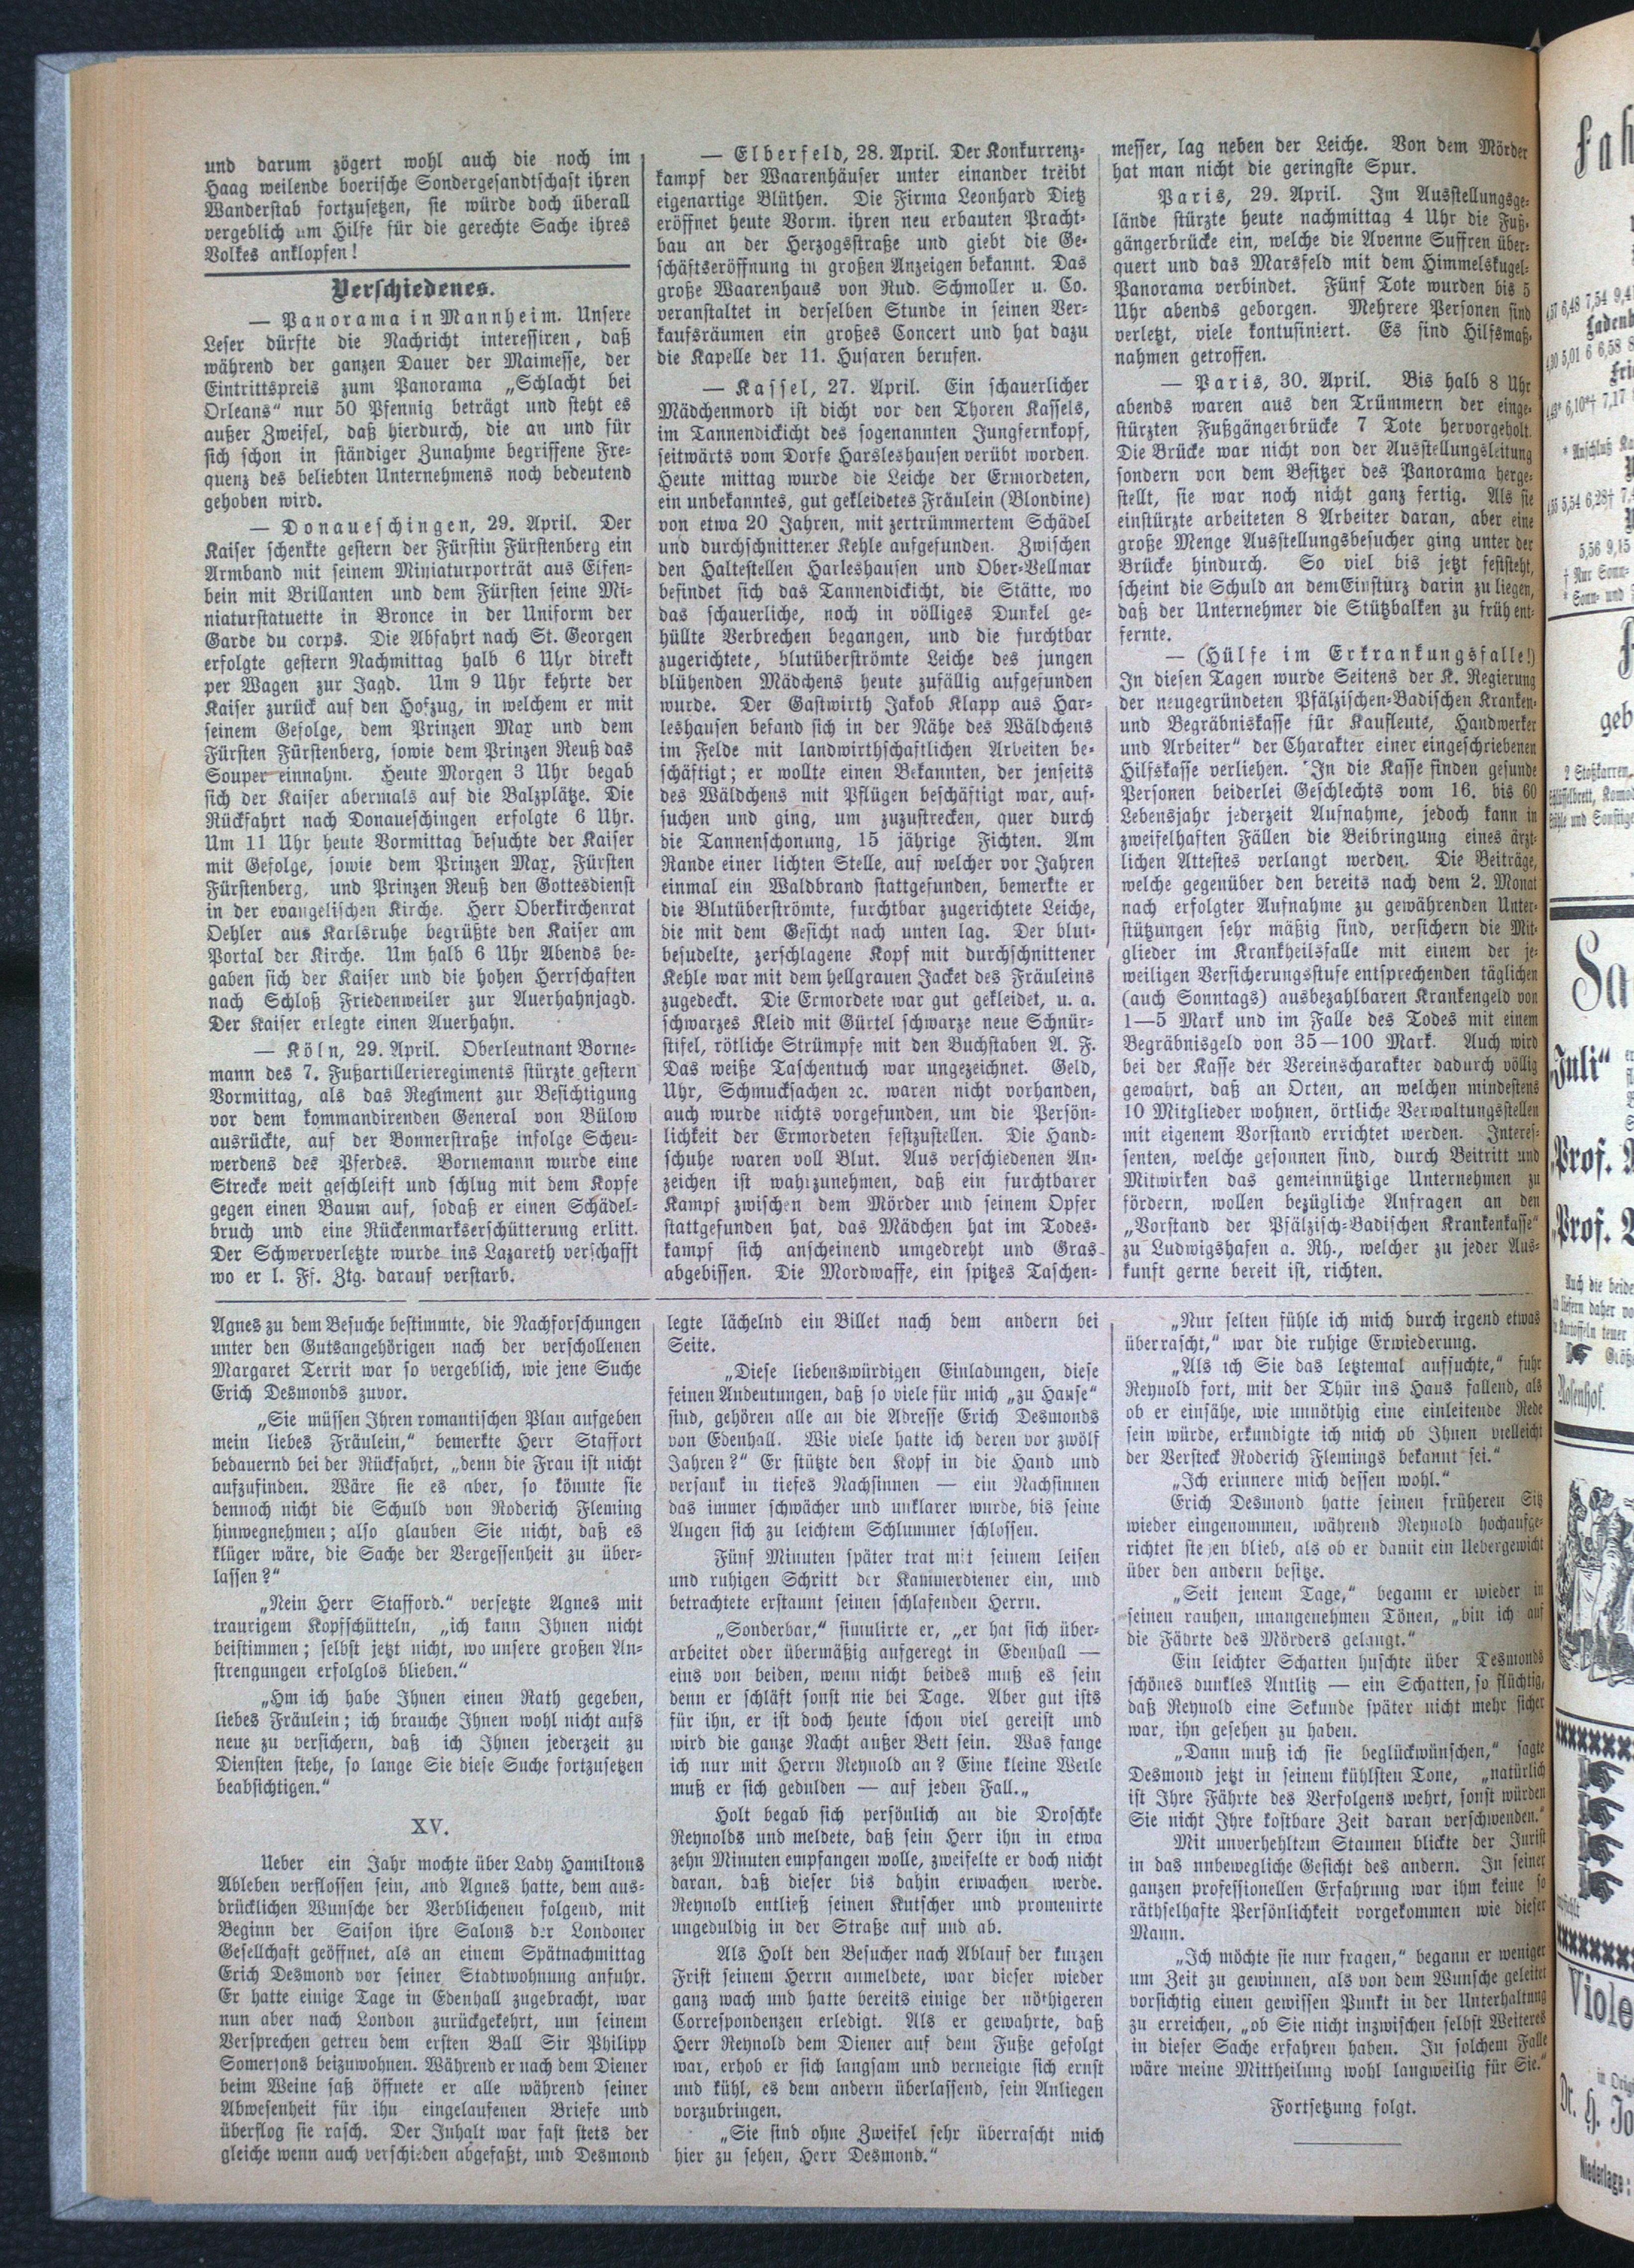 und darum zögert wohl auch die noch im
Haag weilende boerische Sondergesandtschaft ihren
Wanderstab fortzusetzen, sie würde doch überall
vergeblich um Hilfe für die gerechte Sache ihres
Volkes anklopfen!
Verschiedenes.
— Panorama in Mannheim. Unsere
Leser dürfte die Nachricht interessiren, daß
während der ganzen Dauer der Maimesse, der
Eintrittspreis zum Panorama „Schlacht bei
Orleans“ nur 50 Pfennig beträgt und steht es
außer Zweifel, daß hierdurch, die an und für
sich schon in ständiger Zunahme begriffene Fre-
quenz des beliebten Unternehmens noch bedeutend
gehoben wird.
— Donaueschingen, 29. April. Der
Kaiser schenkte gestern der Fürstin Fürstenberg ein
Armband mit seinem Miniaturporträt aus Elfen-
bein mit Brillanten und dem Fürsten seine Mi-
niaturstatuette in Bronce in der Uniform der
Garde du corps. Die Abfahrt nach St. Georgen
erfolgte gestern Nachmittag halb 6 Uhr direkt
per Wagen zur Jagd. Um 9 Uhr kehrte der
Kaiser zurück auf den Hofzug, in welchem er mit
seinem Gefolge, dem Prinzen Max und dem
Fürsten Fürstenberg, sowie dem Prinzen Reuß das
Souper einnahm. Heute Morgen 3 Uhr begab
sich der Kaiser abermals auf die Balzplätze. Die
Rückfahrt nach Donaueschingen erfolgte 6 Uhr.
Um 11 Uhr heute Vormittag besuchte der Kaiser
mit Gefolge, sowie dem Prinzen Max, Fürsten
Fürstenberg, und Prinzen Reuß den Gottesdienst
in der evangelischen Kirche. Herr Oberkirchenrat
Oehler aus Karlsruhe begrüßte den Kaiser am
Portal der Kirche. Um halb 6 Uhr Abends be-
gaben sich der Kaiser und die hohen Herrschaften
nach Schloß Friedenweiler zur Auerhahnjagd.
Der Kaiser erlegte einen Auerhahn.
— Köln, 29. April. Oberleutnant Borne-
mann des 7. Fußartillerieregiments stürzte gestern
Vormittag, als das Regiment zur Besichtigung
vor dem kommandirenden General von Bülow
ausrückte, auf der Bonnerstraße infolge Scheu-
werdens des Pferdes. Bornemann wurde eine
Strecke weit geschleift und schlug mit dem Kopfe
gegen einen Baum auf, sodaß er einen Schädel-
bruch und eine Rückenmarkserschütterung erlitt.
Der Schwerverletzte wurde ins Lazareth verschafft
wo er l. Ff. Ztg. darauf verstarb.
— Elberfeld, 28. April. Der Konkurrenz-
kampf der Waarenhäuser unter einander treibt
eigenartige Blüthen. Die Firma Leonhard Dietz
eröffnet heute Vorm. ihren neu erbauten Pracht-
bau an der Herzogsstraße und giebt die Ge-
schäftseröffnung in großen Anzeigen bekannt. Das
große Waarenhaus von Rud. Schmoller u. Co.
veranstaltet in derselben Stunde in seinen Ver-
kaufsräumen ein großes Concert und hat dazu
die Kapelle der 11. Husaren berufen.
— Kassel, 27. April. Ein schauerlicher
Mädchenmord ist dicht vor den Thoren Kassels,
im Tannendickicht des sogenannten Jungfernkopf,
seitwärts vom Dorfe Harsleshausen verübt worden.
Heute mittag wurde die Leiche der Ermordeten,
ein unbekanntes, gut gekleidetes Fräulein (Blondine)
von etwa 20 Jahren, mit zertrümmertem Schädel
und durchschnittener Kehle aufgefunden. Zwischen
den Haltestellen Harleshausen und Ober-Vellmar
befindet sich das Tannendickicht, die Stätte, wo
das schauerliche, noch in völliges Dunkel ge-
hüllte Verbrechen begangen, und die furchtbar
zugerichtete, blutüberströmte Leiche des jungen
blühenden Mädchens heute zufällig aufgefunden
wurde. Der Gastwirth Jakob Klapp aus Har-
leshausen befand sich in der Nähe des Wäldchens
im Felde mit landwirthschaftlichen Arbeiten be-
schäftigt; er wollte einen Bekannten, der jenseits
des Wäldchens mit Pflügen beschäftigt war, auf-
suchen und ging, um zuzustrecken, quer durch
die Tannenschonung, 15 jährige Fichten. Am
Rande einer lichten Stelle, auf welcher vor Jahren
einmal ein Waldbrand stattgefunden, bemerkte er
die Blutüberströmte, furchtbar zugerichtete Leiche,
die mit dem Gesicht nach unten lag. Der blut-
besudelte, zerschlagene Kopf mit durchschnittener
Kehle war mit dem hellgrauen Jacket des Fräuleins
zugedeckt. Die Ermordete war gut gekleidet, u. a.
schwarzes Kleid mit Gürtel schwarze neue Schnür-
stifel, rötliche Strümpfe mit den Buchstaben A. F.
Das weiße Taschentuch war ungezeichnet. Geld,
Uhr, Schmucksachen ꝛc. waren nicht vorhanden,
auch wurde nichts vorgefunden, um die Persön-
lichkeit der Ermordeten festzustellen. Die Hand-
schuhe waren voll Blut. Aus verschiedenen An-
zeichen ist wahrzunehmen, daß ein furchtbarer
Kampf zwischen dem Mörder und seinem Opfer
stattgefunden hat, das Mädchen hat im Todes-
kampf sich anscheinend umgedreht und Gras
abgebissen. Die Mordwaffe, ein spitzes Taschen-
messer, lag neben der Leiche. Von dem Mörder
hat man nicht die geringste Spur.
Paris, 29. April. Im Ausstellungsge-
lände stürzte heute nachmittag 4 Uhr die Fuß-
gängerbrücke ein, welche die Avenne Suffren über-
quert und das Marsfeld mit dem Himmelskugel-
Panorama verbindet. Fünf Tote wurden bis 5
Uhr abends geborgen. Mehrere Personen sind
verletzt, viele kontusiniert. Es sind Hilfsmaß-
nahmen getroffen.
— Paris, 30. April. Bis halb 8 Uhr
abends waren aus den Trümmern der einge-
stürzten Fußgängerbrücke 7 Tote hervorgeholt.
Die Brücke war nicht von der Ausstellungsleitung
sondern von dem Besitzer des Panorama herge-
stellt, sie war noch nicht ganz fertig. Als sie
einstürzte arbeiteten 8 Arbeiter daran, aber eine
große Menge Ausstellungsbesucher ging unter der
Brücke hindurch. So viel bis jetzt feststeht,
scheint die Schuld an dem Einsturz darin zu liegen,
daß der Unternehmer die Stützbalken zu früh ent-
fernte.
— (Hülfe im Erkrankungsfalle!)
In diesen Tagen wurde Seitens der K. Regierung
der neugegründeten Pfälzischen-Badischen Kranken-
und Begräbniskasse für Kaufleute, Handwerker
und Arbeiter“ der Charakter einer eingeschriebenen
Hilfskasse verliehen. In die Kasse finden gesunde
Personen beiderlei Geschlechts vom 16. bis 60
Lebensjahr jederzeit Aufnahme, jedoch kann in
zweifelhaften Fällen die Beibringung eines ärzt-
lichen Attestes verlangt werden. Die Beiträge,
welche gegenüber den bereits nach dem 2. Monat
nach erfolgter Aufnahme zu gewährenden Unter-
stützungen sehr mäßig sind, versichern die Mit-
glieder im Krankheilsfalle mit einem der je-
weiligen Versicherungsstufe entsprechenden täglichen
(auch Sonntags) ausbezahlbaren Krankengeld von
1—5 Mark und im Falle des Todes mit einem
Begräbnisgeld von 35—100 Mark. Auch wird
bei der Kasse der Vereinscharakter dadurch völlig
gewahrt, daß an Orten, an welchen mindestens
10 Mitglieder wohnen, örtliche Verwaltungsstellen
mit eigenem Vorstand errichtet werden. Interes-
senten, welche gesonnen sind, durch Beitritt und
Mitwirken das gemeinnützige Unternehmen zu
fördern, wollen bezügliche Anfragen an den
„Vorstand der Pfälzisch-Badischen Krankenkasse“
zu Ludwigshafen a. Rh., welcher zu jeder Aus-
kunft gerne bereit ist, richten.
Agnes zu dem Besuche bestimmte, die Nachforschungen
unter den Gutsangehörigen nach der verschollenen
Margaret Territ war so vergeblich, wie jene Suche
Erich Desmonds zuvor.
„Sie müssen Ihren romantischen Plan aufgeben
mein liebes Fräulein,“ bemerkte Herr Staffort
bedauernd bei der Rückfahrt, „denn die Frau ist nicht
aufzufinden. Wäre sie es aber, so könnte sie
dennoch nicht die Schuld von Roderich Fleming
hinwegnehmen; also glauben Sie nicht, daß es
klüger wäre, die Sache der Vergessenheit zu über-
lassen?“
„Nein Herr Stafford.“ versetzte Agnes mit
traurigem Kopfschütteln, „ich kann Ihnen nicht
beistimmen; selbst jetzt nicht, wo unsere großen An-
strengungen erfolglos blieben.“
„Hm ich habe Ihnen einen Rath gegeben,
liebes Fräulein; ich brauche Ihnen wohl nicht aufs
neue zu versichern, daß ich Ihnen jederzeit zu
Diensten stehe, so lange Sie diese Suche fortzusetzen
beabsichtigen.“
XV.
Ueber ein Jahr mochte über Lady Hamiltons
Ableben verflossen sein, und Agnes hatte, dem aus-
drücklichen Wunsche der Verblichenen folgend, mit
Beginn der Saison ihre Salons der Londoner
Gesellchaft geöffnet, als an einem Spätnachmittag
Erich Desmond vor seiner Stadtwohnung anfuhr.
Er hatte einige Tage in Edenhall zugebracht, war
nun aber nach London zurückgekehrt, um seinem
Versprechen getreu dem ersten Ball Sir Philipp
Somersons beizuwohnen. Während er nach dem Diener
beim Weine saß öffnete er alle während seiner
Abwesenheit für ihn eingelaufenen Briefe und
überflog sie rasch. Der Inhalt war fast stets der
gleiche wenn auch verschieden abgefaßt, und Desmond
legte lächelnd ein Billet nach dem andern bei
Seite.
„Diese liebenswürdigen Einladungen, diese
feinen Andeutungen, daß so viele für mich „zu Hause“
sind, gehören alle an die Adresse Erich Desmonds
von Edenhall. Wie viele hatte ich deren vor zwölf
Jahren?“ Er stützte den Kopf in die Hand und
versank in tiefes Nachsinnen — ein Nachsinnen
das immer schwächer und unklarer wurde, bis seine
Augen sich zu leichtem Schlummer schlossen.
Fünf Minuten später trat mit seinem leisen
und ruhigen Schritt der Kammerdiener ein, und
betrachtete erstaunt seinen schlafenden Herrn.
„Sonderbar,“ simulirte er, „er hat sich über-
arbeitet oder übermäßig aufgeregt in Edenhall —
eins von beiden, wenn nicht beides muß es sein
denn er schläft sonst nie bei Tage. Aber gut ists
für ihn, er ist doch heute schon viel gereist und
wird die ganze Nacht außer Bett sein. Was fange
ich nur mit Herrn Reynold an? Eine kleine Weile
muß er sich gedulden — auf jeden Fall.„
Holt begab sich persönlich an die Droschke
Reynolds und meldete, daß sein Herr ihn in etwa
zehn Minuten empfangen wolle, zweifelte er doch nicht
daran, daß dieser bis dahin erwachen werde.
Reynold entließ seinen Kutscher und promenirte
ungeduldig in der Straße auf und ab.
Als Holt den Besucher nach Ablauf der kurzen
Frist seinem Herrn anmeldete, war dieser wieder
ganz wach und hatte bereits einige der nöthigeren
Correspondenzen erledigt. Als er gewahrte, daß
Herr Reynold dem Diener auf dem Fuße gefolgt
war, erhob er sich langsam und verneigte sich ernst
und kühl, es dem andern überlassend, sein Anliegen
vorzubringen.
„Sie sind ohne Zweifel sehr überrascht mich
hier zu sehen, Herr Desmond.“
„Nur selten fühle ich mich durch irgend etwas
überrascht,“ war die ruhige Erwiederung.
„Als ich Sie das letztemal aufsuchte,“ fuhr
Reynold fort, mit der Thür ins Haus fallend, als
ob er einsähe, wie unnöthig eine einleitende Rede
sein würde, erkundigte ich mich ob Ihnen vielleicht
der Versteck Roderich Flemings bekannt sei.“
„Ich erinnere mich dessen wohl.“
Erich Desmond hatte seinen früheren Sitz
wieder eingenommen, während Reynold hochaufge-
richtet stehen blieb, als ob er damit ein Uebergewicht
über den andern besitze.
„Seit jenem Tage,“ begann er wieder in
seinen rauhen, unangenehmen Tönen, „bin ich auf
die Fährte des Mörders gelangt.“
Ein leichter Schatten huschte über Desmonds
schönes dunkles Antlitz — ein Schatten, so flüchtig,
daß Reynold eine Sekunde später nicht mehr sicher
war, ihn gesehen zu haben.
„Dann muß ich sie beglückwünschen,“ sagte
Desmond jetzt in seinem kühlsten Tone, „natürlich
ist Ihre Fährte des Verfolgens wehrt, sonst würden
Sie nicht Ihre kostbare Zeit daran verschwenden.“
Mit unverhehltem Staunen blickte der Jurist
in das unbewegliche Gesicht des andern. In seiner
ganzen professionellen Erfahrung war ihm keine so
räthselhafte Persönlichkeit vorgekommen wie dieser
Mann.
„Ich möchte sie nur fragen,“ begann er weniger
um Zeit zu gewinnen, als von dem Wunsche geleitet
vorsichtig einen gewissen Punkt in der Unterhaltung
zu erreichen, „ob Sie nicht inzwischen selbst Weiteres
in dieser Sache erfahren haben. In solchem Falle
wäre meine Mittheilung wohl langweilig für Sie.“
Fortsetzung folgt.
Fah
Ladenb
geb
2 Stoßkarren,
Juli“
Prof.
Prof.
Auch die beide
Rosenhof.
Viole
Dr. H. Jo
Niederlage: